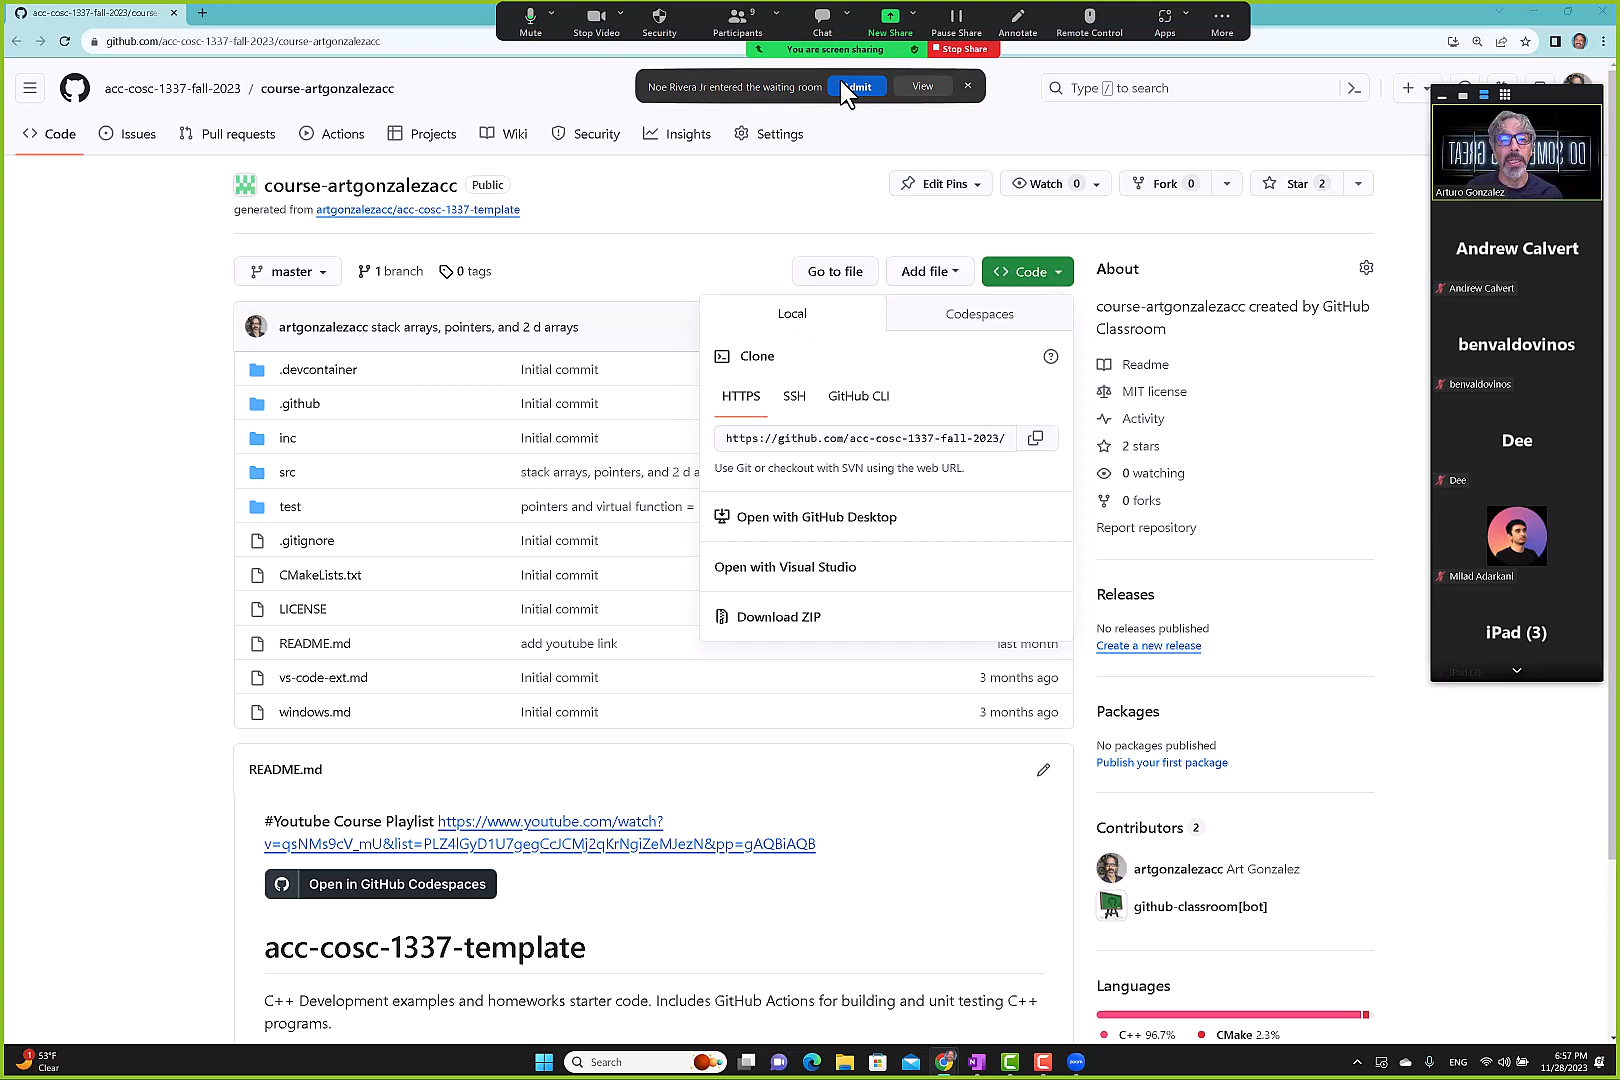 acc-cosc-1337-fall-2023/course-
github.com/acc-cosc-1337-fall-2023/course-artgonzalezacc
Mute
Stop Video
Security
Participants
9
Chat
New Share
Pause Share
Annotate
Remote Control
Apps
More
You are screen sharing
Stop Share
Noe Rivera Jr entered the waiting room
View
acc-cosc-1337-fall-2023 / course-artgonzalezacc
Type / to search
Code
Issues
Pull requests
Actions
Projects
Wiki
Security
Insights
Settings
course-artgonzalezacc
Public
generated from artgonzalezacc/acc-cosc-1337-template
Edit Pins
Watch 0
Fork 0
Star 2
master
1 branch
0 tags
Go to file
Add file
Code
artgonzalezacc stack arrays, pointers, and 2 d arrays
.devcontainer
Initial commit
.github
Initial commit
inc
Initial commit
src
stack arrays, pointers, and 2 d a
test
pointers and virtual function =
.gitignore
Initial commit
CMakeLists.txt
Initial commit
LICENSE
Initial commit
README.md
add youtube link
last month
vs-code-ext.md
Initial commit
3 months ago
windows.md
Initial commit
3 months ago
Local
Codespaces
Clone
HTTPS
SSH
GitHub CLI
https://github.com/acc-cosc-1337-fall-2023/
Use Git or checkout with SVN using the web URL.
Open with GitHub Desktop
Open with Visual Studio
Download ZIP
README.md
#Youtube Course Playlist https://www.youtube.com/watch?
v=qsNMs9cV_mU&list=PLZ4lGyD1U7gegCcJCMj2qKrNgiZeMJezN&pp=gAQBiAQB
Open in GitHub Codespaces
acc-cosc-1337-template
C++ Development examples and homeworks starter code. Includes GitHub Actions for building and unit testing C++
programs.
About
course-artgonzalezacc created by GitHub
Classroom
Readme
MIT license
Activity
2 stars
0 watching
0 forks
Report repository
Releases
No releases published
Create a new release
Packages
No packages published
Publish your first package
Contributors 2
artgonzalezacc Art Gonzalez
github-classroom[bot]
Languages
C++ 96.7%
CMake 2.3%
Arturo Gonzalez
Andrew Calvert
Andrew Calvert
benvaldovinos
benvaldovinos
Dee
Dee
Milad Adarkani
iPad (3)
iPad (3)
1
53°F
Clear
Search
zoom
ENG
6:57 PM
11/28/2023